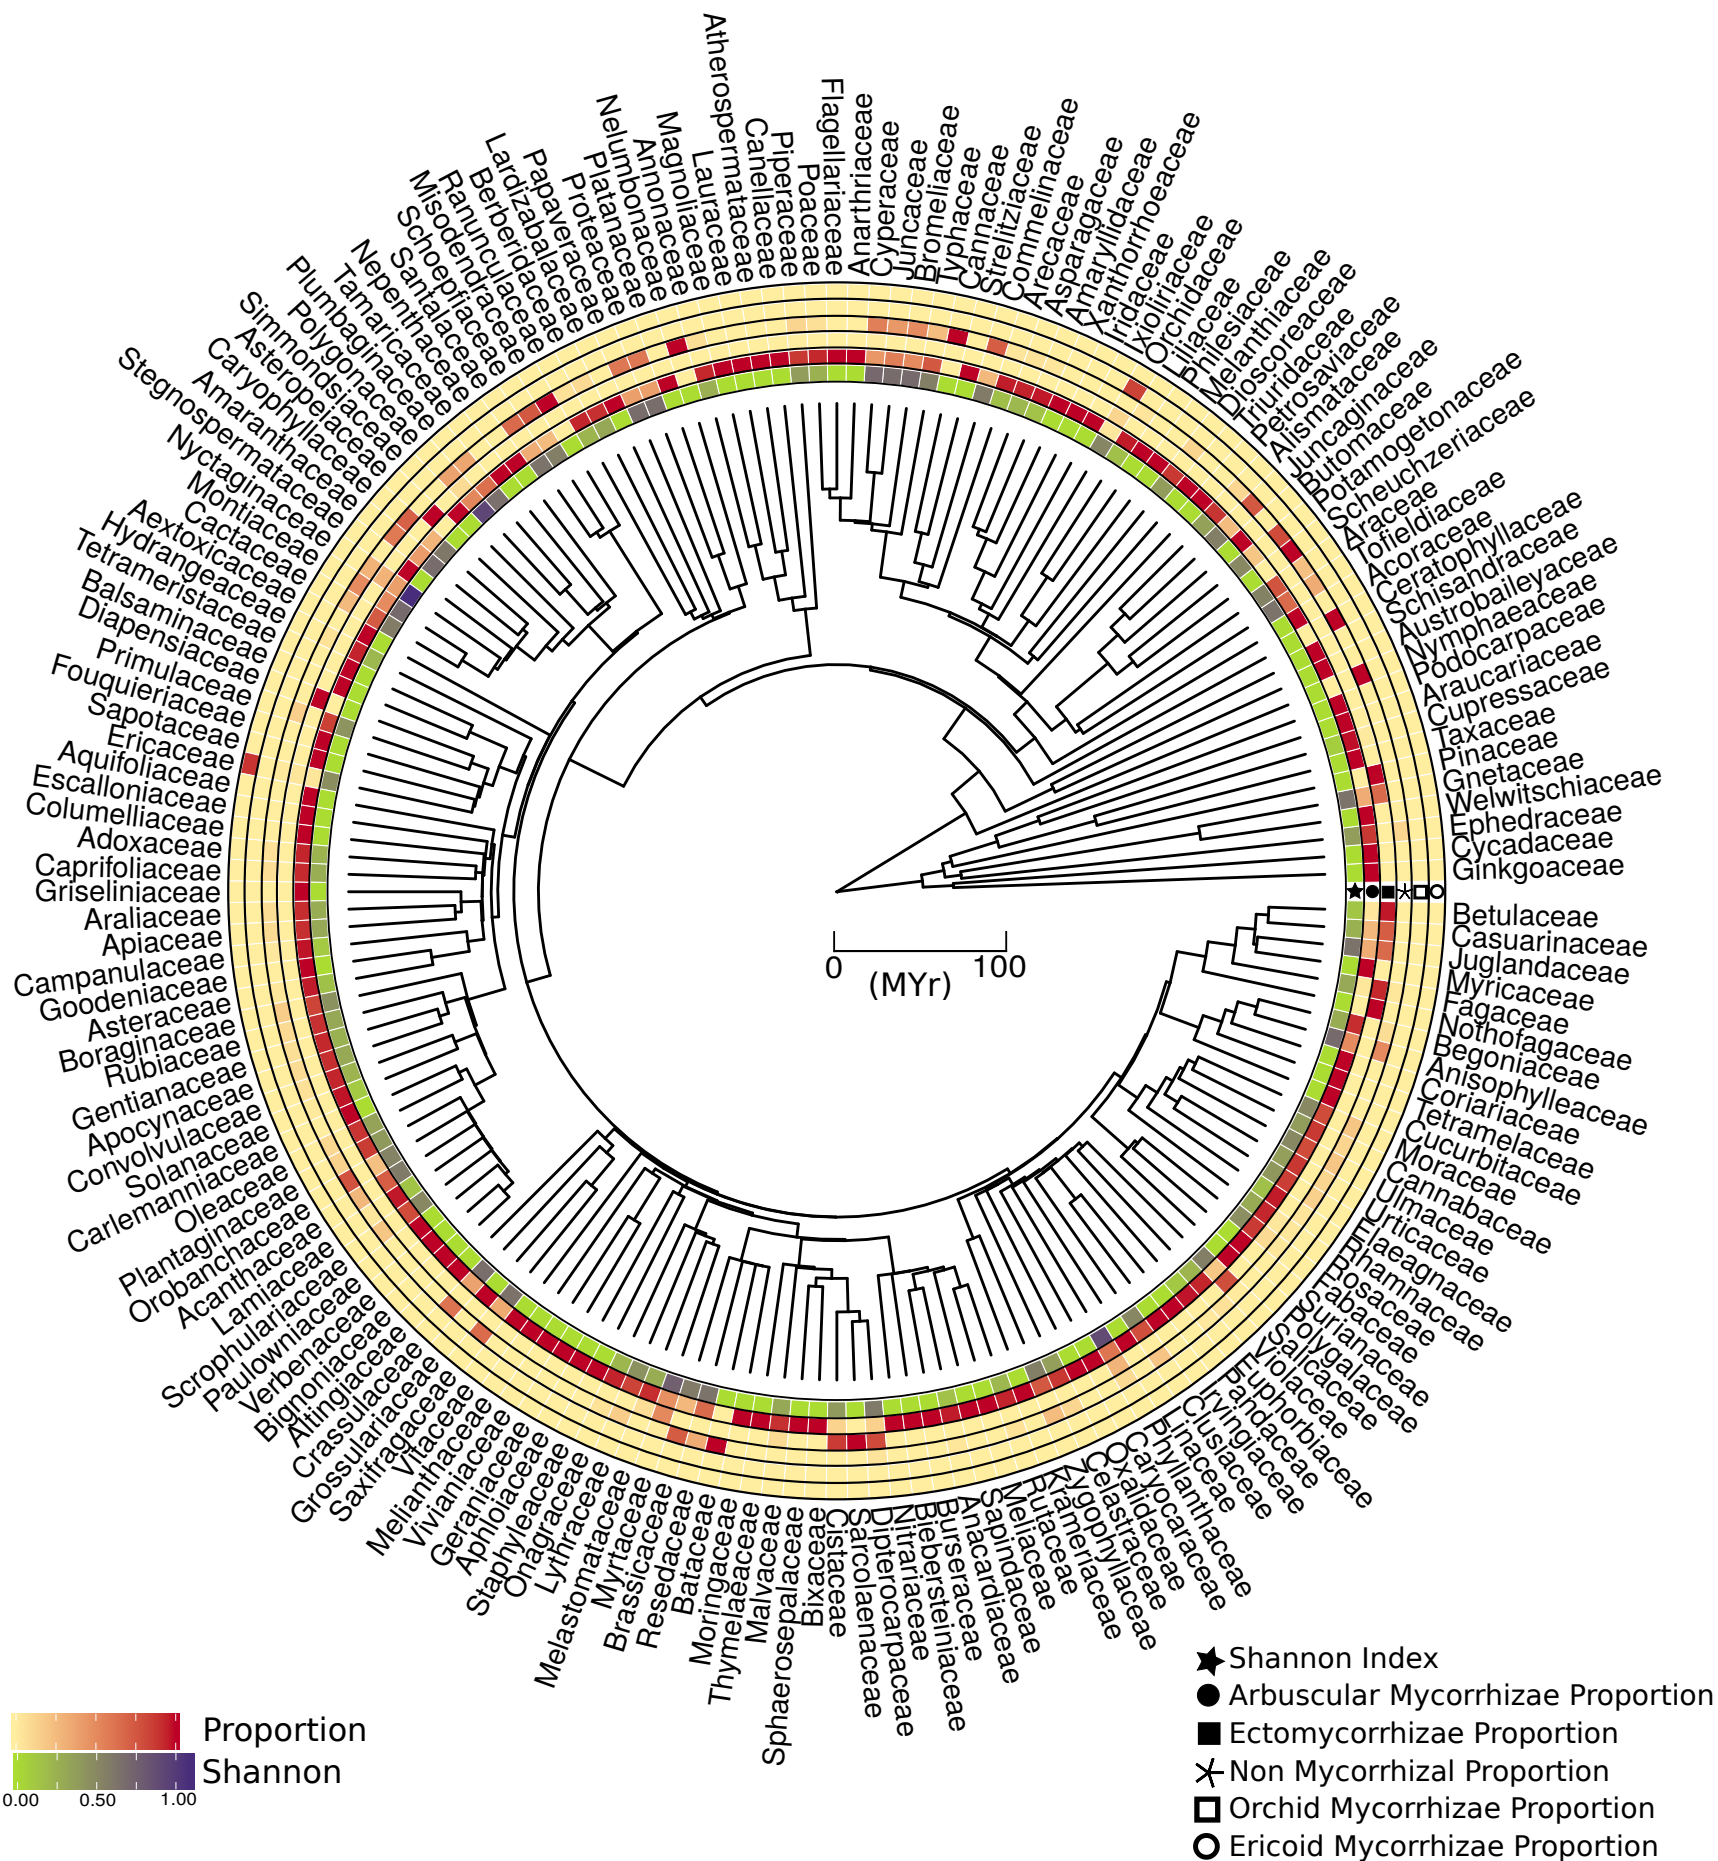 Flagellariaceae
Anarthriaceae
Cyperaceae
Juncaceae
Bromeliaceae
Typhaceae
Cannaceae
Strelitziaceae
Commelinaceae
Arecaceae
Asparagaceae
Amaryllidaceae
Xanthorrhoeaceae
Iridaceae
Ixioliriaceae
Orchidaceae
Liliaceae
Philesiaceae
Melanthiaceae
Dioscoreaceae
Triuridaceae
Petrosaviaceae
Alismataceae
Juncaginaceae
Butomaceae
Potamogetonaceae
Scheuchzeriaceae
Araceae
Tofieldiaceae
Acoraceae
Ceratophyllaceae
Schisandraceae
Austrobaileyaceae
Nymphaeaceae
Podocarpaceae
Araucariaceae
Cupressaceae
Taxaceae
Pinaceae
Gnetaceae
Welwitschiaceae
Ephedraceae
Cycadaceae
Ginkgoaceae
Betulaceae
Casuarinaceae
Juglandaceae
Myricaceae
Fagaceae
Nothofagaceae
Begoniaceae
Anisophylleaceae
Coriariaceae
Tetramelaceae
Cucurbitaceae
Moraceae
Cannabaceae
Ulmaceae
Urticaceae
Elaeagnaceae
Rhamnaceae
Rosaceae
Fabaceae
Surianaceae
Polygalaceae
Salicaceae
Violaceae
Euphorbiaceae
Pandaceae
Irvingiaceae
Clusiaceae
Linaceae
Phyllanthaceae
Caryocaraceae
Oxalidaceae
Celastraceae
Zygophyllaceae
Krameriaceae
Rutaceae
Meliaceae
Sapindaceae
Anacardiaceae
Burseraceae
Biebersteiniaceae
Nitrariaceae
Dipterocarpaceae
Sarcolaenaceae
Cistaceae
Bixaceae
Sphaerosepalaceae
Malvaceae
Thymelaeaceae
Moringaceae
Bataceae
Resedaceae
Brassicaceae
Myrtaceae
Melastomataceae
Lythraceae
Onagraceae
Staphyleaceae
Aphloiaceae
Geraniaceae
Vivianiaceae
Melianthaceae
Vitaceae
Saxifragaceae
Grossulariaceae
Crassulaceae
Altingiaceae
Bignoniaceae
Verbenaceae
Paulowniaceae
Scrophulariaceae
Lamiaceae
Acanthaceae
Orobanchaceae
Plantaginaceae
Oleaceae
Carlemanniaceae
Solanaceae
Convolvulaceae
Apocynaceae
Gentianaceae
Rubiaceae
Boraginaceae
Asteraceae
Goodeniaceae
Campanulaceae
Apiaceae
Araliaceae
Griseliniaceae
Caprifoliaceae
Adoxaceae
Columelliaceae
Escalloniaceae
Aquifoliaceae
Ericaceae
Sapotaceae
Fouquieriaceae
Primulaceae
Diapensiaceae
Balsaminaceae
Tetrameristaceae
Hydrangeaceae
Aextoxicaceae
Cactaceae
Montiaceae
Nyctaginaceae
Stegnospermataceae
Amaranthaceae
Caryophyllaceae
Asteropeiaceae
Simmondsiaceae
Polygonaceae
Plumbaginaceae
Tamaricaceae
Nepenthaceae
Santalaceae
Schoepfiaceae
Misodendraceae
Ranunculaceae
Berberidaceae
Lardizabalaceae
Papaveraceae
Proteaceae
Platanaceae
Nelumbonaceae
Annonaceae
Magnoliaceae
Lauraceae
Atherospermataceae
Canellaceae
Piperaceae
Poaceae
0 100
(MYr)
Proportion
Shannon
0.00 0.50 1.00
Shannon Index
Arbuscular Mycorrhizae Proportion
Ectomycorrhizae Proportion
Non Mycorrhizal Proportion
Orchid Mycorrhizae Proportion
Ericoid Mycorrhizae Proportion